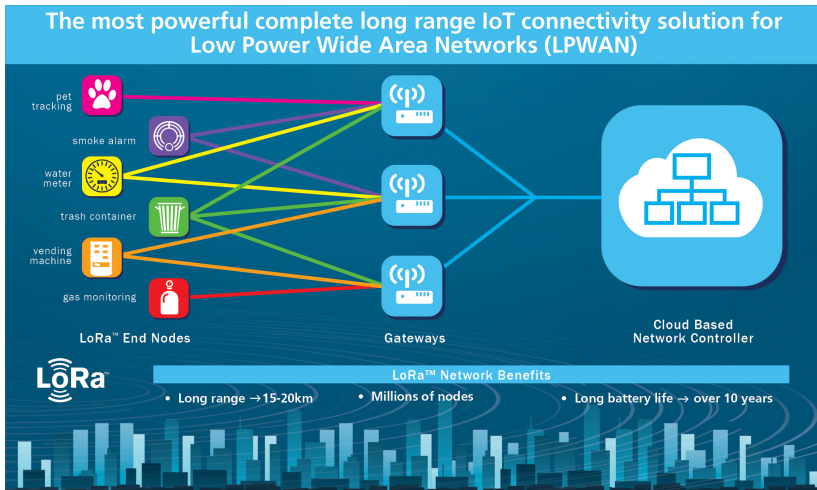 The most powerful complete long range IoT connectivity solution for
Low Power Wide Area Networks (LPWAN)
pet
tracking
smoke alarm
water
meter
trash container
vending
machine
gas monitoring
LoRa™ End Nodes
Gateways
Cloud Based
Network Controller
LoRa™
LoRa™ Network Benefits
• Long range →15-20km
• Millions of nodes
• Long battery life → over 10 years